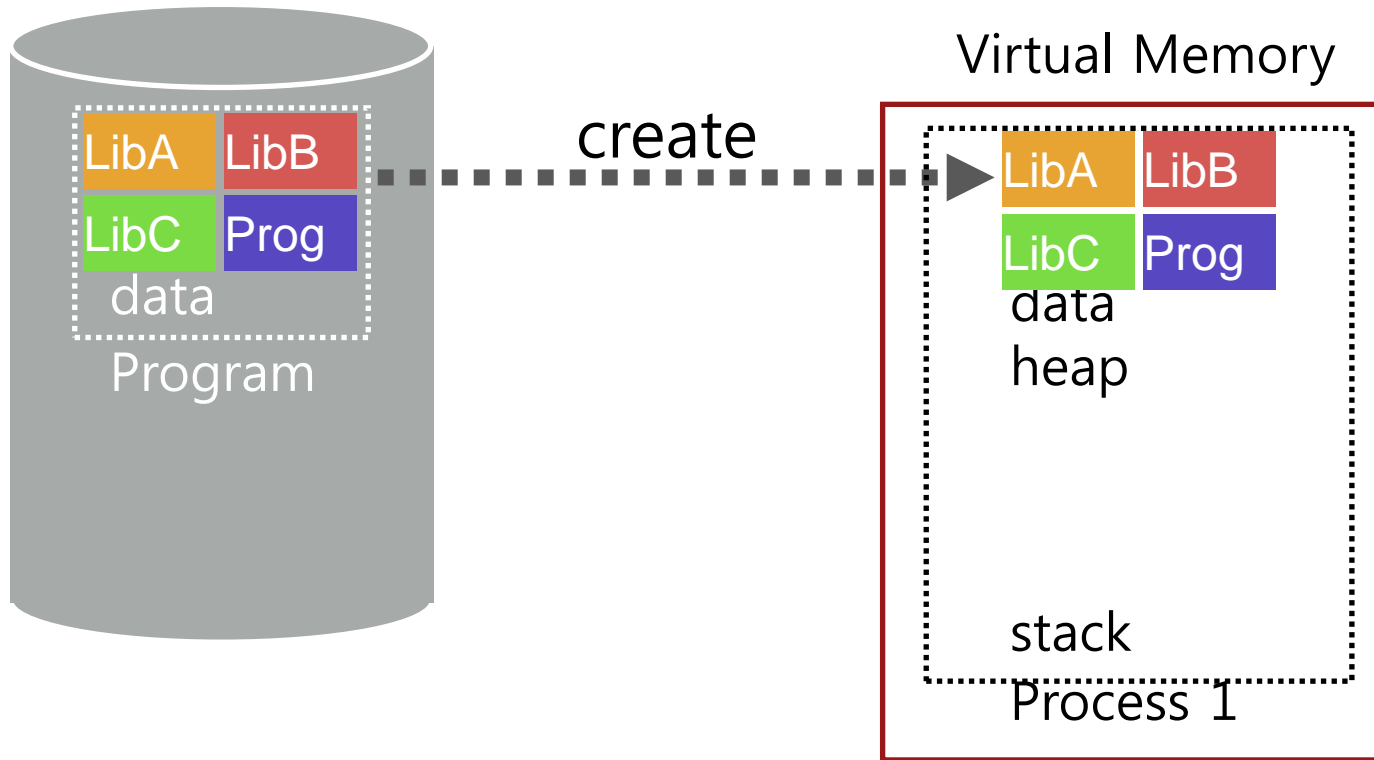 Virtual Memory
create
LibA LibB
LibC Prog
data
Program
LibA LibB
LibC Prog
data
heap
stack
Process 1